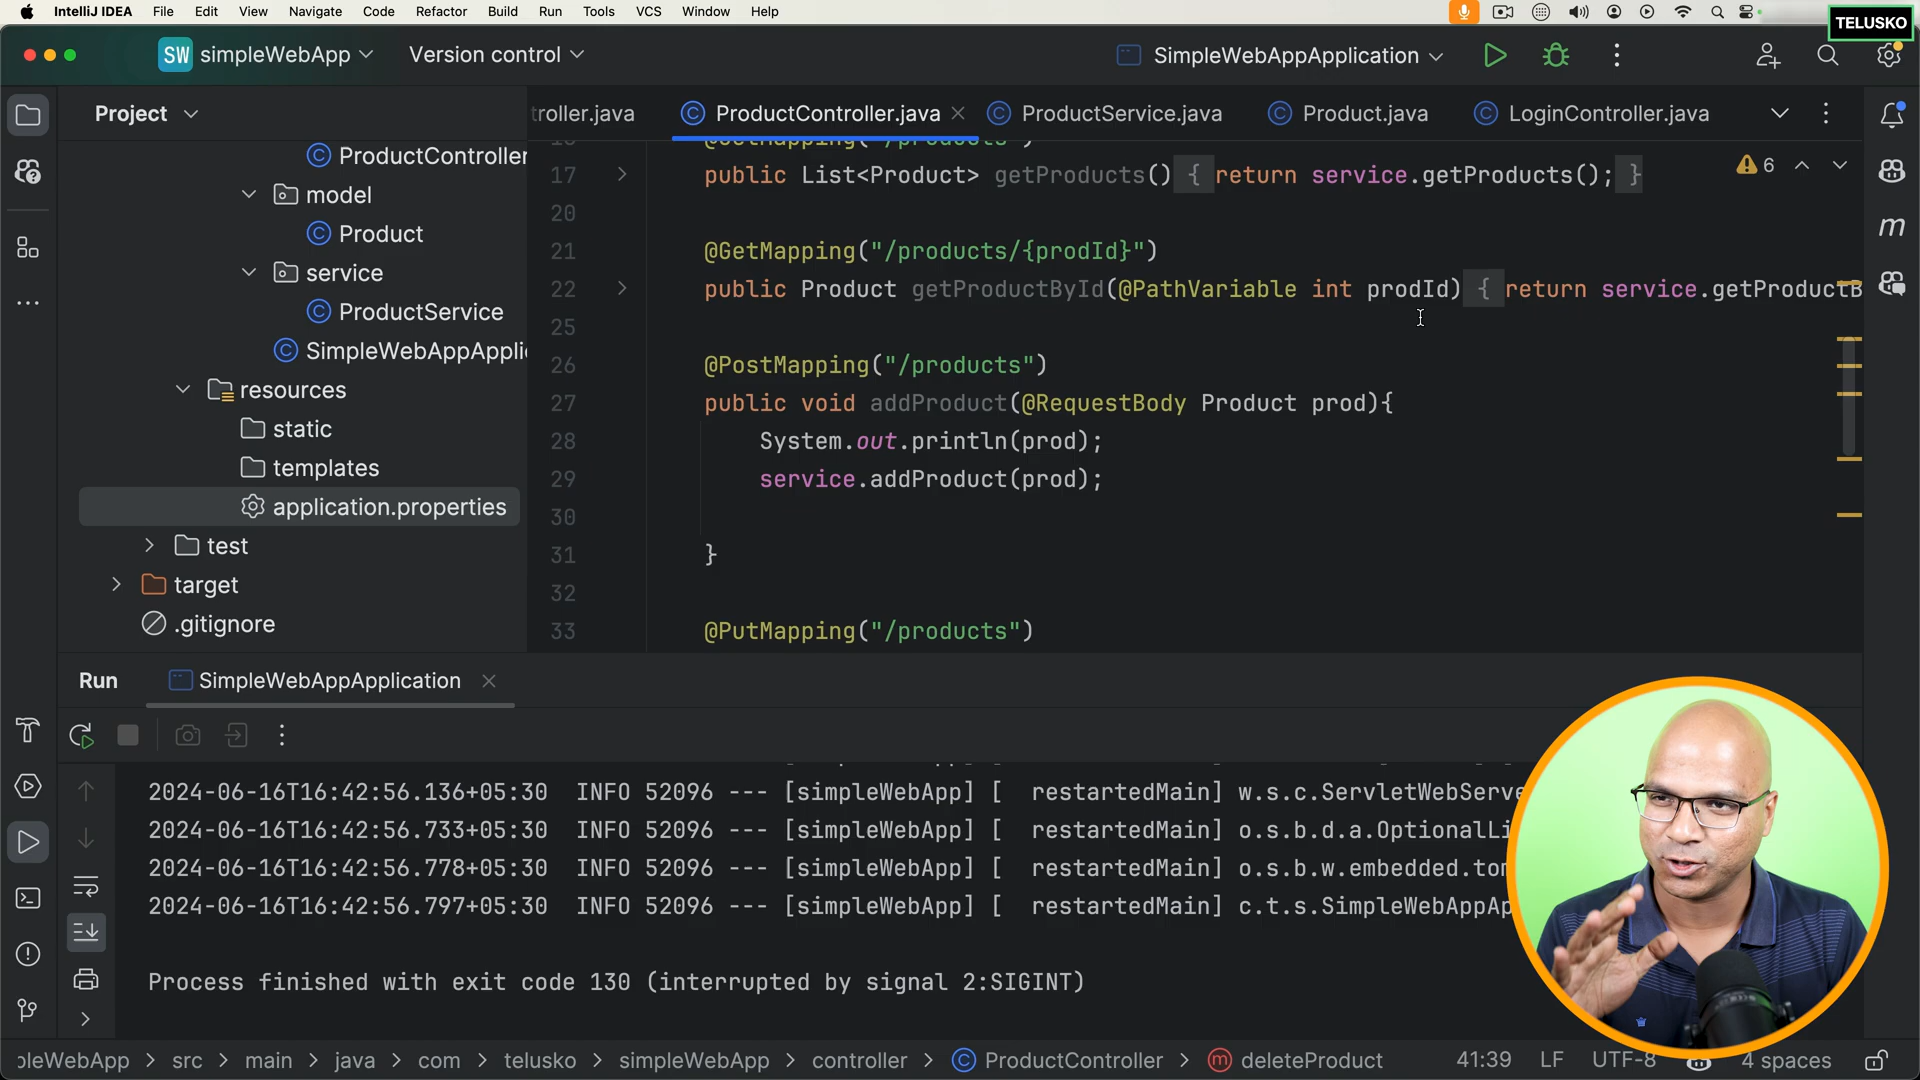 IntelliJ IDEA File Edit View Navigate Code Refactor Build Run Tools VCS Window Help
TELUSKO
SW simpleWebApp Version control SimpleWebAppApplication
Project
troller.java ProductController.java ProductService.java Product.java LoginController.java
ProductController
model
Product
service
ProductService
SimpleWebAppAppli
resources
static
templates
application.properties
test
target
.gitignore
6
16 @GetMapping("/products")
17 public List<Product> getProducts() { return service.getProducts(); }
20
21 @GetMapping("/products/{prodId}")
22 public Product getProductById(@PathVariable int prodId) { return service.getProductB
25
26 @PostMapping("/products")
27 public void addProduct(@RequestBody Product prod){
28 System.out.println(prod);
29 service.addProduct(prod);
30
31 }
32
33 @PutMapping("/products")
Run SimpleWebAppApplication
2024-06-16T16:42:56.136+05:30 INFO 52096 --- [simpleWebApp] [ restartedMain] w.s.c.ServletWebServe
2024-06-16T16:42:56.733+05:30 INFO 52096 --- [simpleWebApp] [ restartedMain] o.s.b.d.a.OptionalLi
2024-06-16T16:42:56.778+05:30 INFO 52096 --- [simpleWebApp] [ restartedMain] o.s.b.w.embedded.tom
2024-06-16T16:42:56.797+05:30 INFO 52096 --- [simpleWebApp] [ restartedMain] c.t.s.SimpleWebAppAp
Process finished with exit code 130 (interrupted by signal 2:SIGINT)
pleWebApp > src > main > java > com > telusko > simpleWebApp > controller > ProductController > deleteProduct 41:39 LF UTF-8 4 spaces